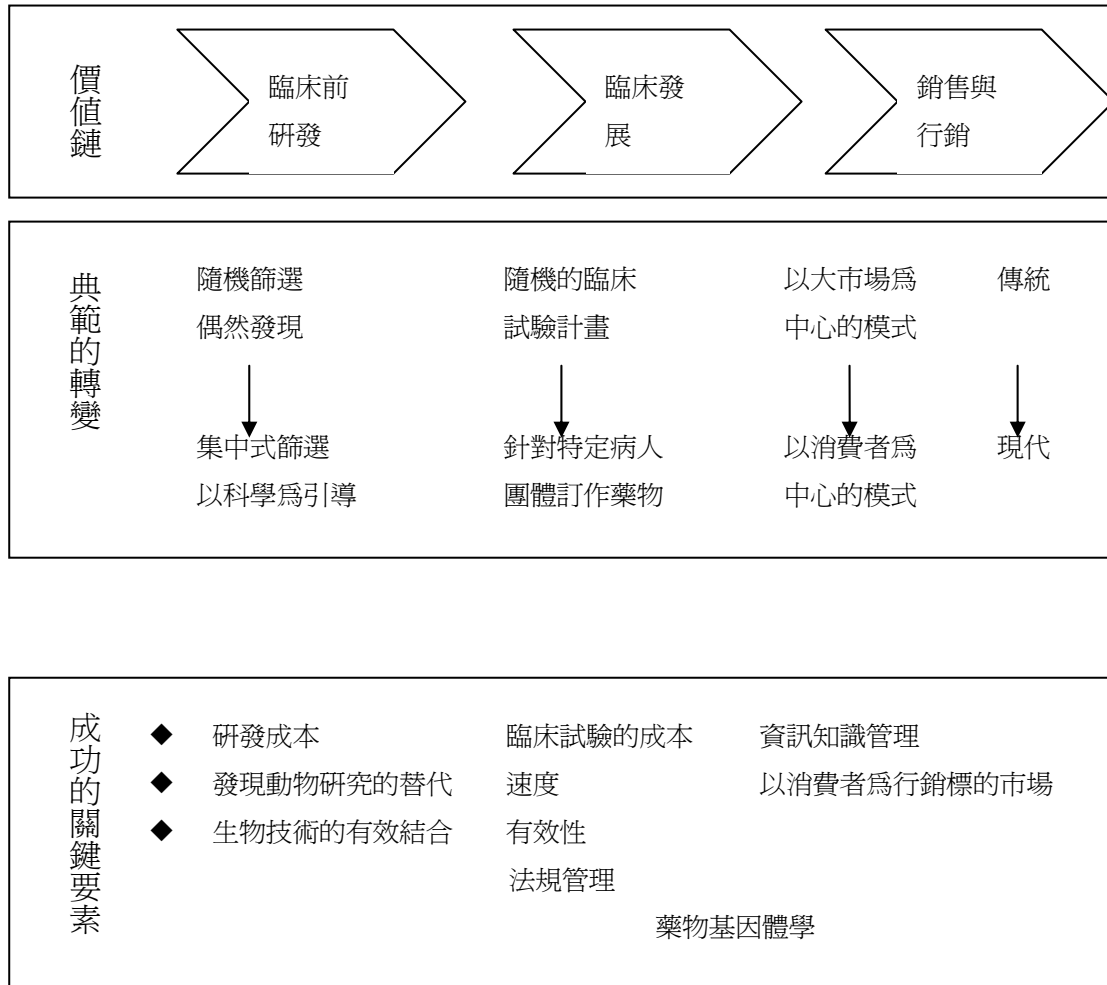 價值鏈
臨床前
研發
臨床發
展
銷售與
行銷
典範的轉變
隨機篩選
偶然發現
隨機的臨床
試驗計畫
以大市場爲
中心的模式
傳統
集中式篩選
以科學爲引導
針對特定病人
團體訂作藥物
以消費者爲
中心的模式
現代
成功的關鍵要素
◆ 研發成本
◆ 發現動物研究的替代
◆ 生物技術的有效結合
臨床試驗的成本
速度
有效性
法規管理
資訊知識管理
以消費者爲行銷標的市場
藥物基因體學